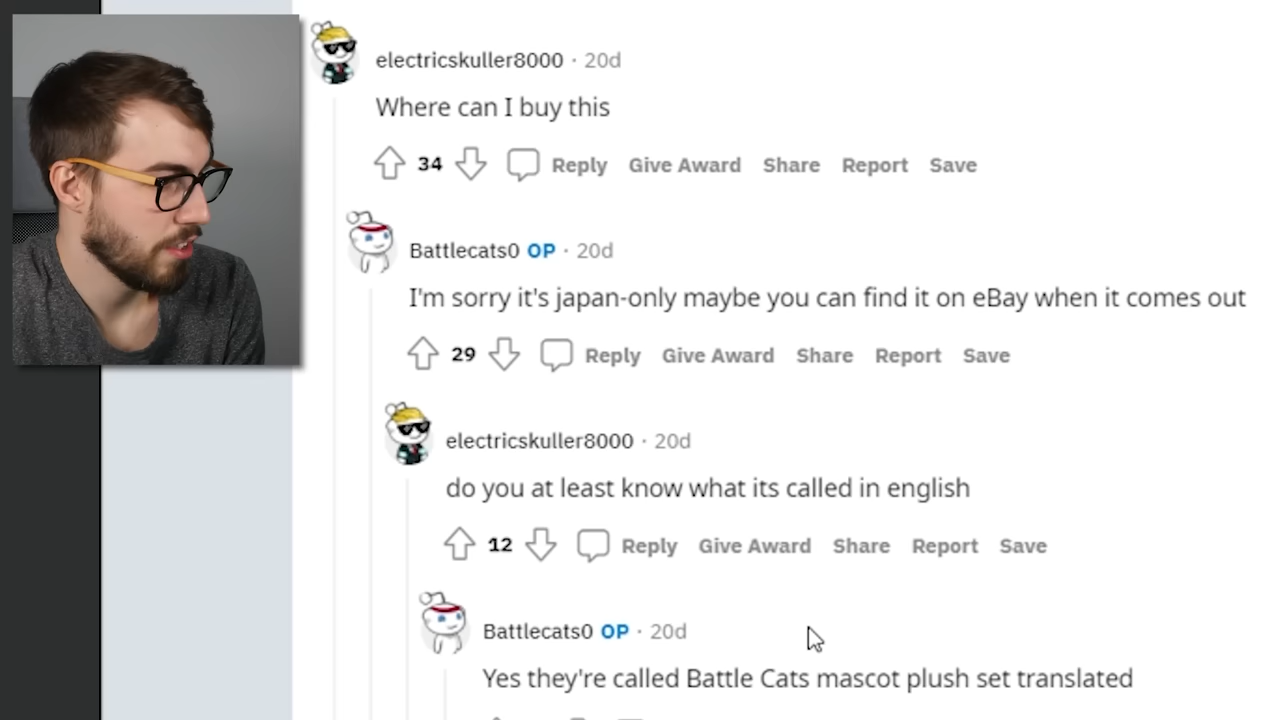 electricskuller8000 · 20d
Where can I buy this
34 Reply Give Award Share Report Save
Battlecats0 OP · 20d
I'm sorry it's japan-only maybe you can find it on eBay when it comes out
29 Reply Give Award Share Report Save
electricskuller8000 · 20d
do you at least know what its called in english
12 Reply Give Award Share Report Save
Battlecats0 OP · 20d
Yes they're called Battle Cats mascot plush set translated